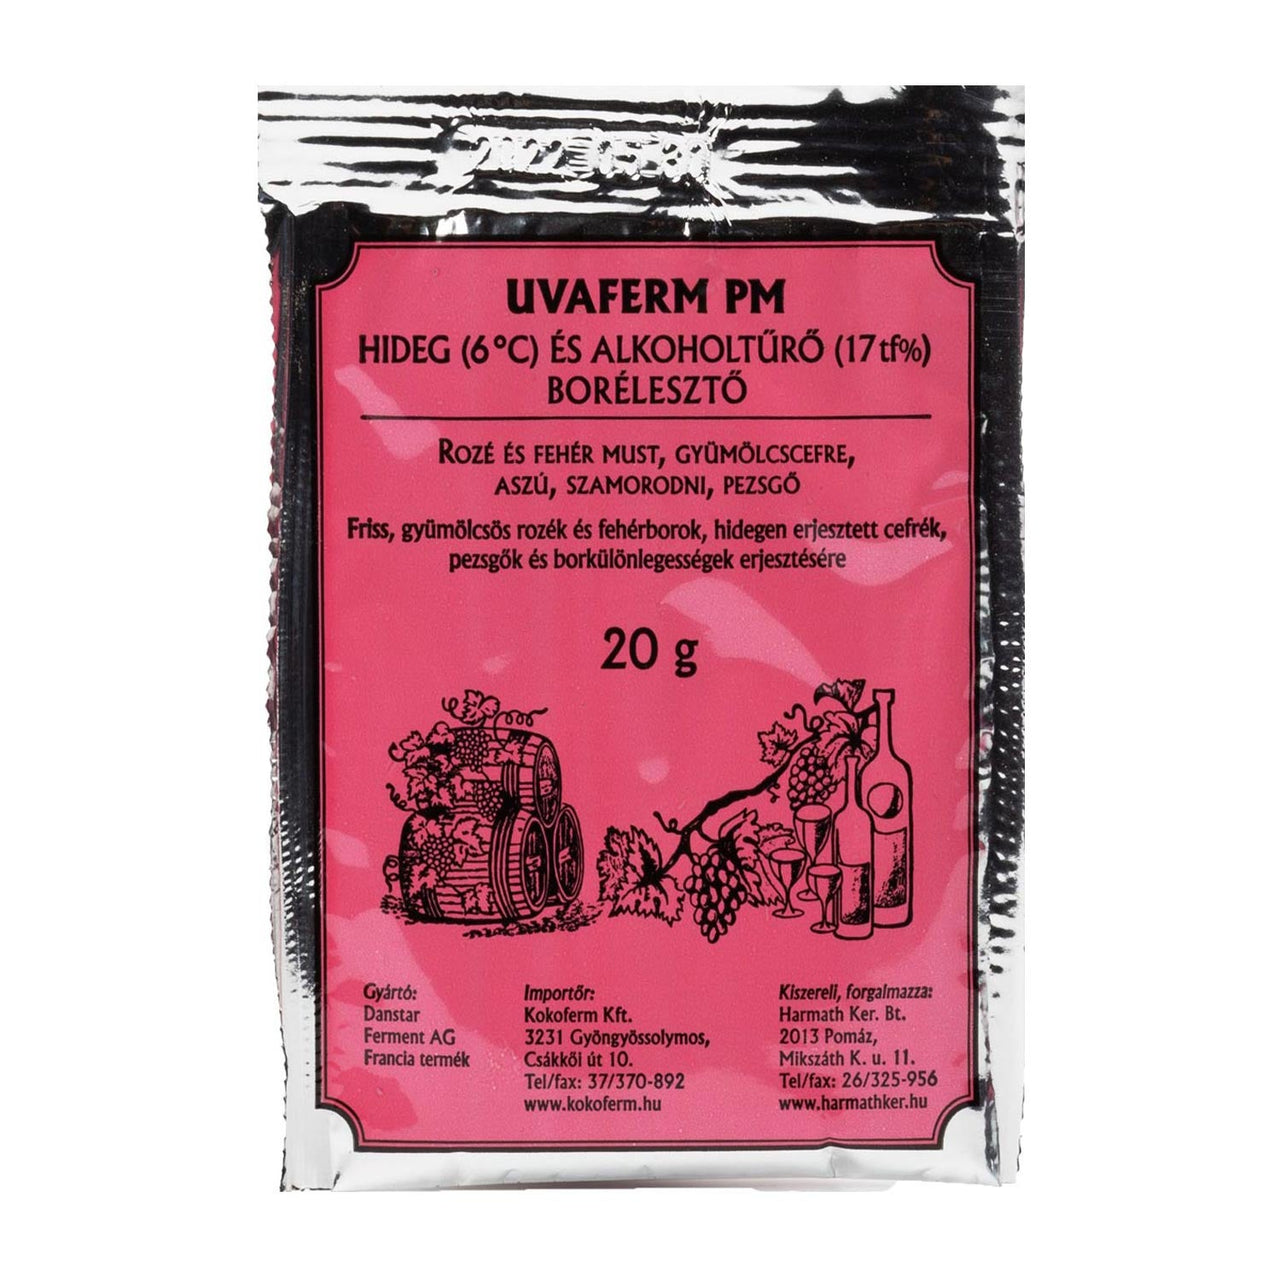 UVAFERM PM
HIDEG (6 °C) ÉS ALKOHOLTŰRŐ (17 tf%)
BORÉLESZTŐ
ROZÉ ÉS FEHÉR MUST, GYÜMÖLCSCEFRE,
ASZÚ, SZAMORODNI, PEZSGŐ
Friss, gyümölcsös rozék és fehérborok, hidegen erjesztett cefrék,
pezsgők és borkülönlegességek erjesztésére
20 g
Gyártó:
Danstar
Ferment AG
Francia termék
Importőr:
Kokoferm Kft.
3231 Gyöngyössolymos,
Csákkői út 10.
Tel/fax: 37/370-892
www.kokoferm.hu
Kiszereli, forgalmazza:
Harmath Ker. Bt.
2013 Pomáz,
Mikszáth K. u. 11.
Tel/fax: 26/325-956
www.harmathker.hu